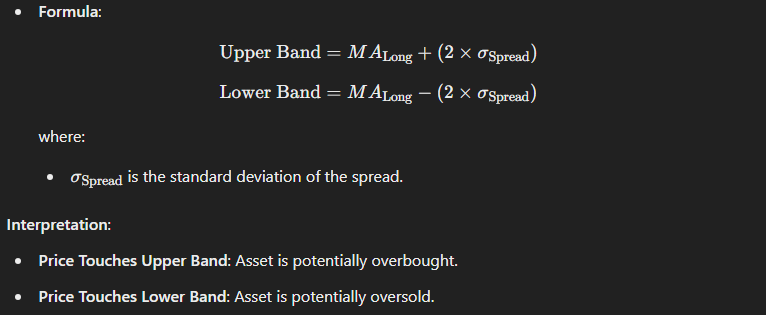 • Formula:
Upper Band = MA_Long + (2 × σ_Spread)
Lower Band = MA_Long − (2 × σ_Spread)
where:
• σ_Spread is the standard deviation of the spread.
Interpretation:
• Price Touches Upper Band: Asset is potentially overbought.
• Price Touches Lower Band: Asset is potentially oversold.